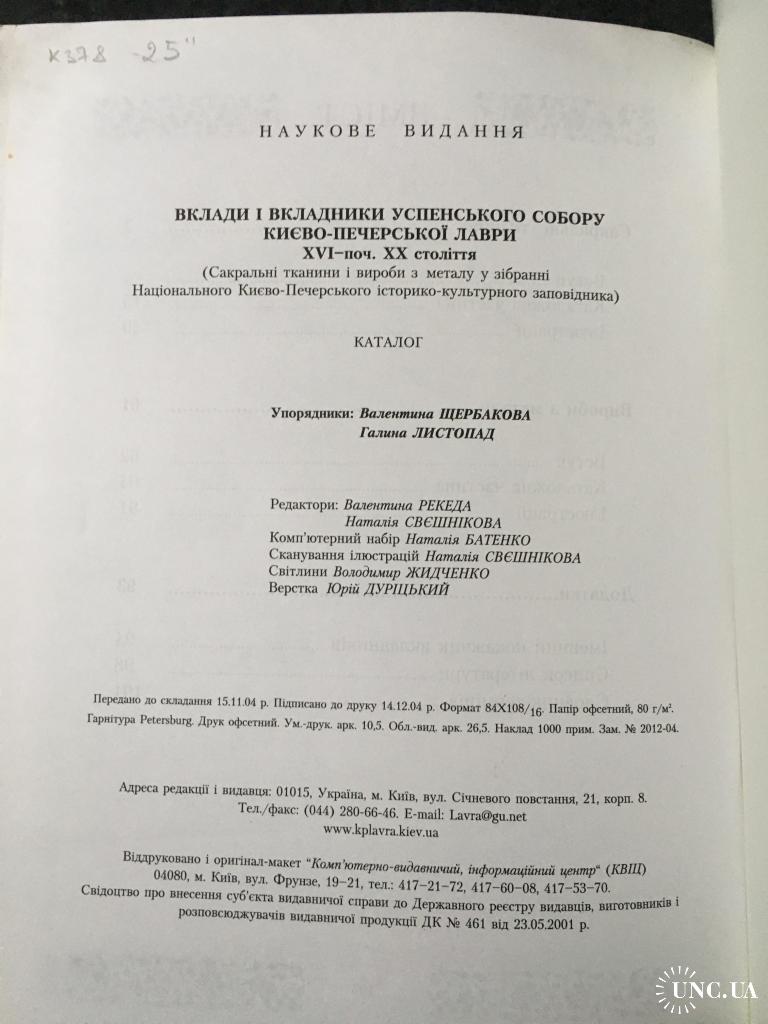 к378 -25"
НАУКОВЕ ВИДАННЯ
ВКЛАДИ І ВКЛАДНИКИ УСПЕНСЬКОГО СОБОРУ
КИЄВО-ПЕЧЕРСЬКОЇ ЛАВРИ
XVI–поч. XX століття
(Сакральні тканини і вироби з металу у зібранні
Національного Києво-Печерського історико-культурного заповідника)
КАТАЛОГ
Упорядники: Валентина ЩЕРБАКОВА
Галина ЛИСТОПАД
Редактори: Валентина РЕКЕДА
Наталія СВЄШНІКОВА
Комп'ютерний набір Наталія БАТЕНКО
Сканування ілюстрацій Наталія СВЄШНІКОВА
Світлини Володимир ЖИДЧЕНКО
Верстка Юрій ДУРІЦЬКИЙ
Передано до складання 15.11.04 р. Підписано до друку 14.12.04 р. Формат 84X108/16. Папір офсетний, 80 г/м².
Гарнітура Petersburg. Друк офсетний. Ум.-друк. арк. 10,5. Обл.-вид. арк. 26,5. Наклад 1000 прим. Зам. № 2012-04.
Адреса редакції і видавця: 01015, Україна, м. Київ, вул. Січневого повстання, 21, корп. 8.
Тел./факс: (044) 280-66-46. E-mail: Lavra@gu.net
www.kplavra.kiev.ua
Віддруковано і оригінал-макет "Комп'ютерно-видавничий, інформаційний центр" (КВІЦ)
04080, м. Київ, вул. Фрунзе, 19-21, тел.: 417-21-72, 417-60-08, 417-53-70.
Свідоцтво про внесення суб'єкта видавничої справи до Державного реєстру видавців, виготовників і
розповсюджувачів видавничої продукції ДК № 461 від 23.05.2001 р.
UNC.UA